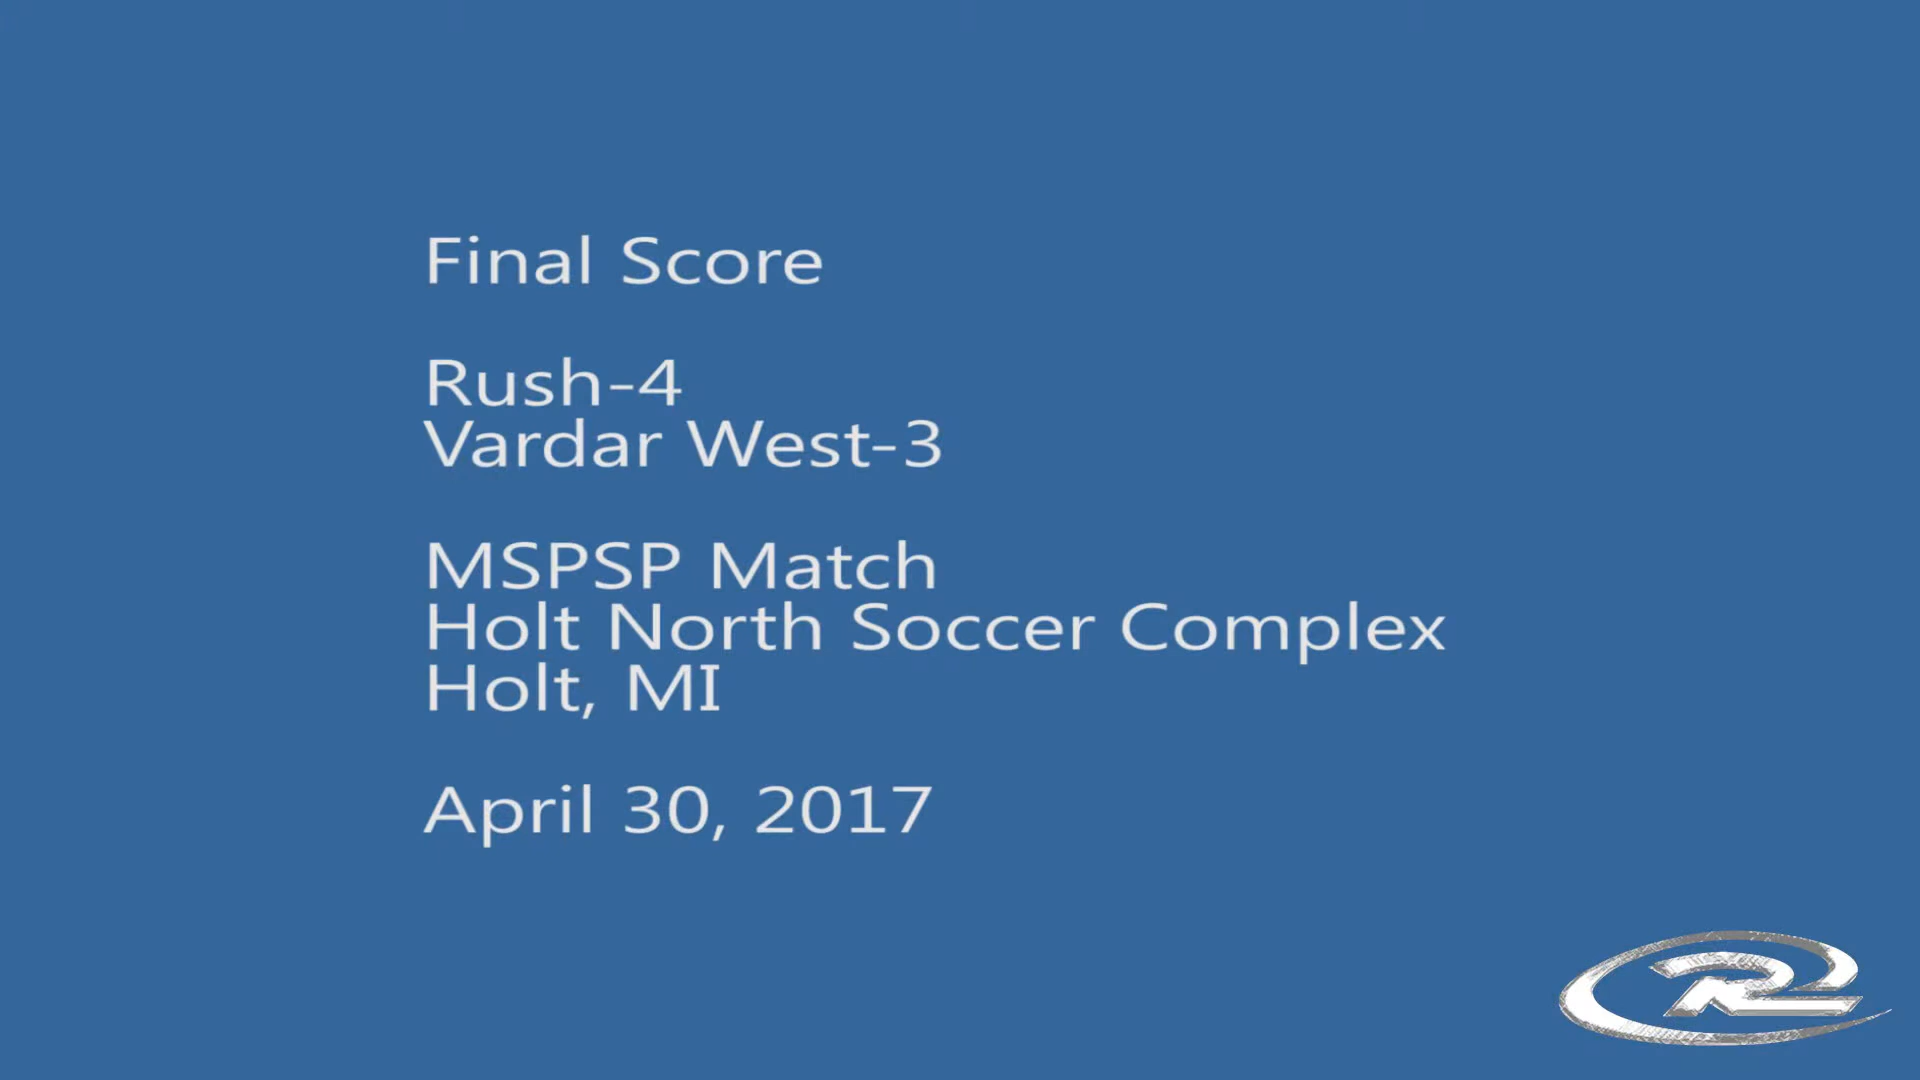 Final Score
Rush-4
Vardar West-3
MSPSP Match
Holt North Soccer Complex
Holt, MI
April 30, 2017
R